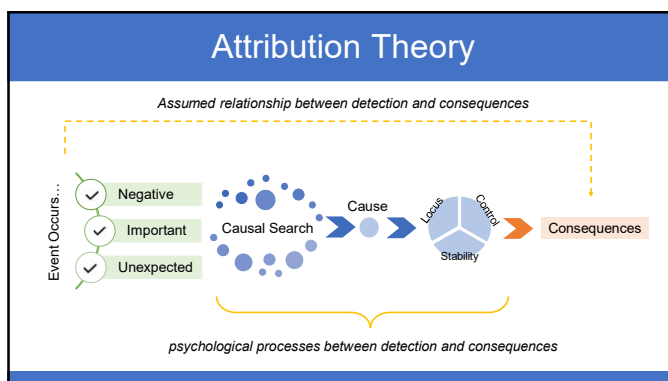 Attribution Theory
Assumed relationship between detection and consequences
Event Occurs...
Negative
Important
Unexpected
Causal Search
Cause
Locus
Control
Stability
Consequences
psychological processes between detection and consequences